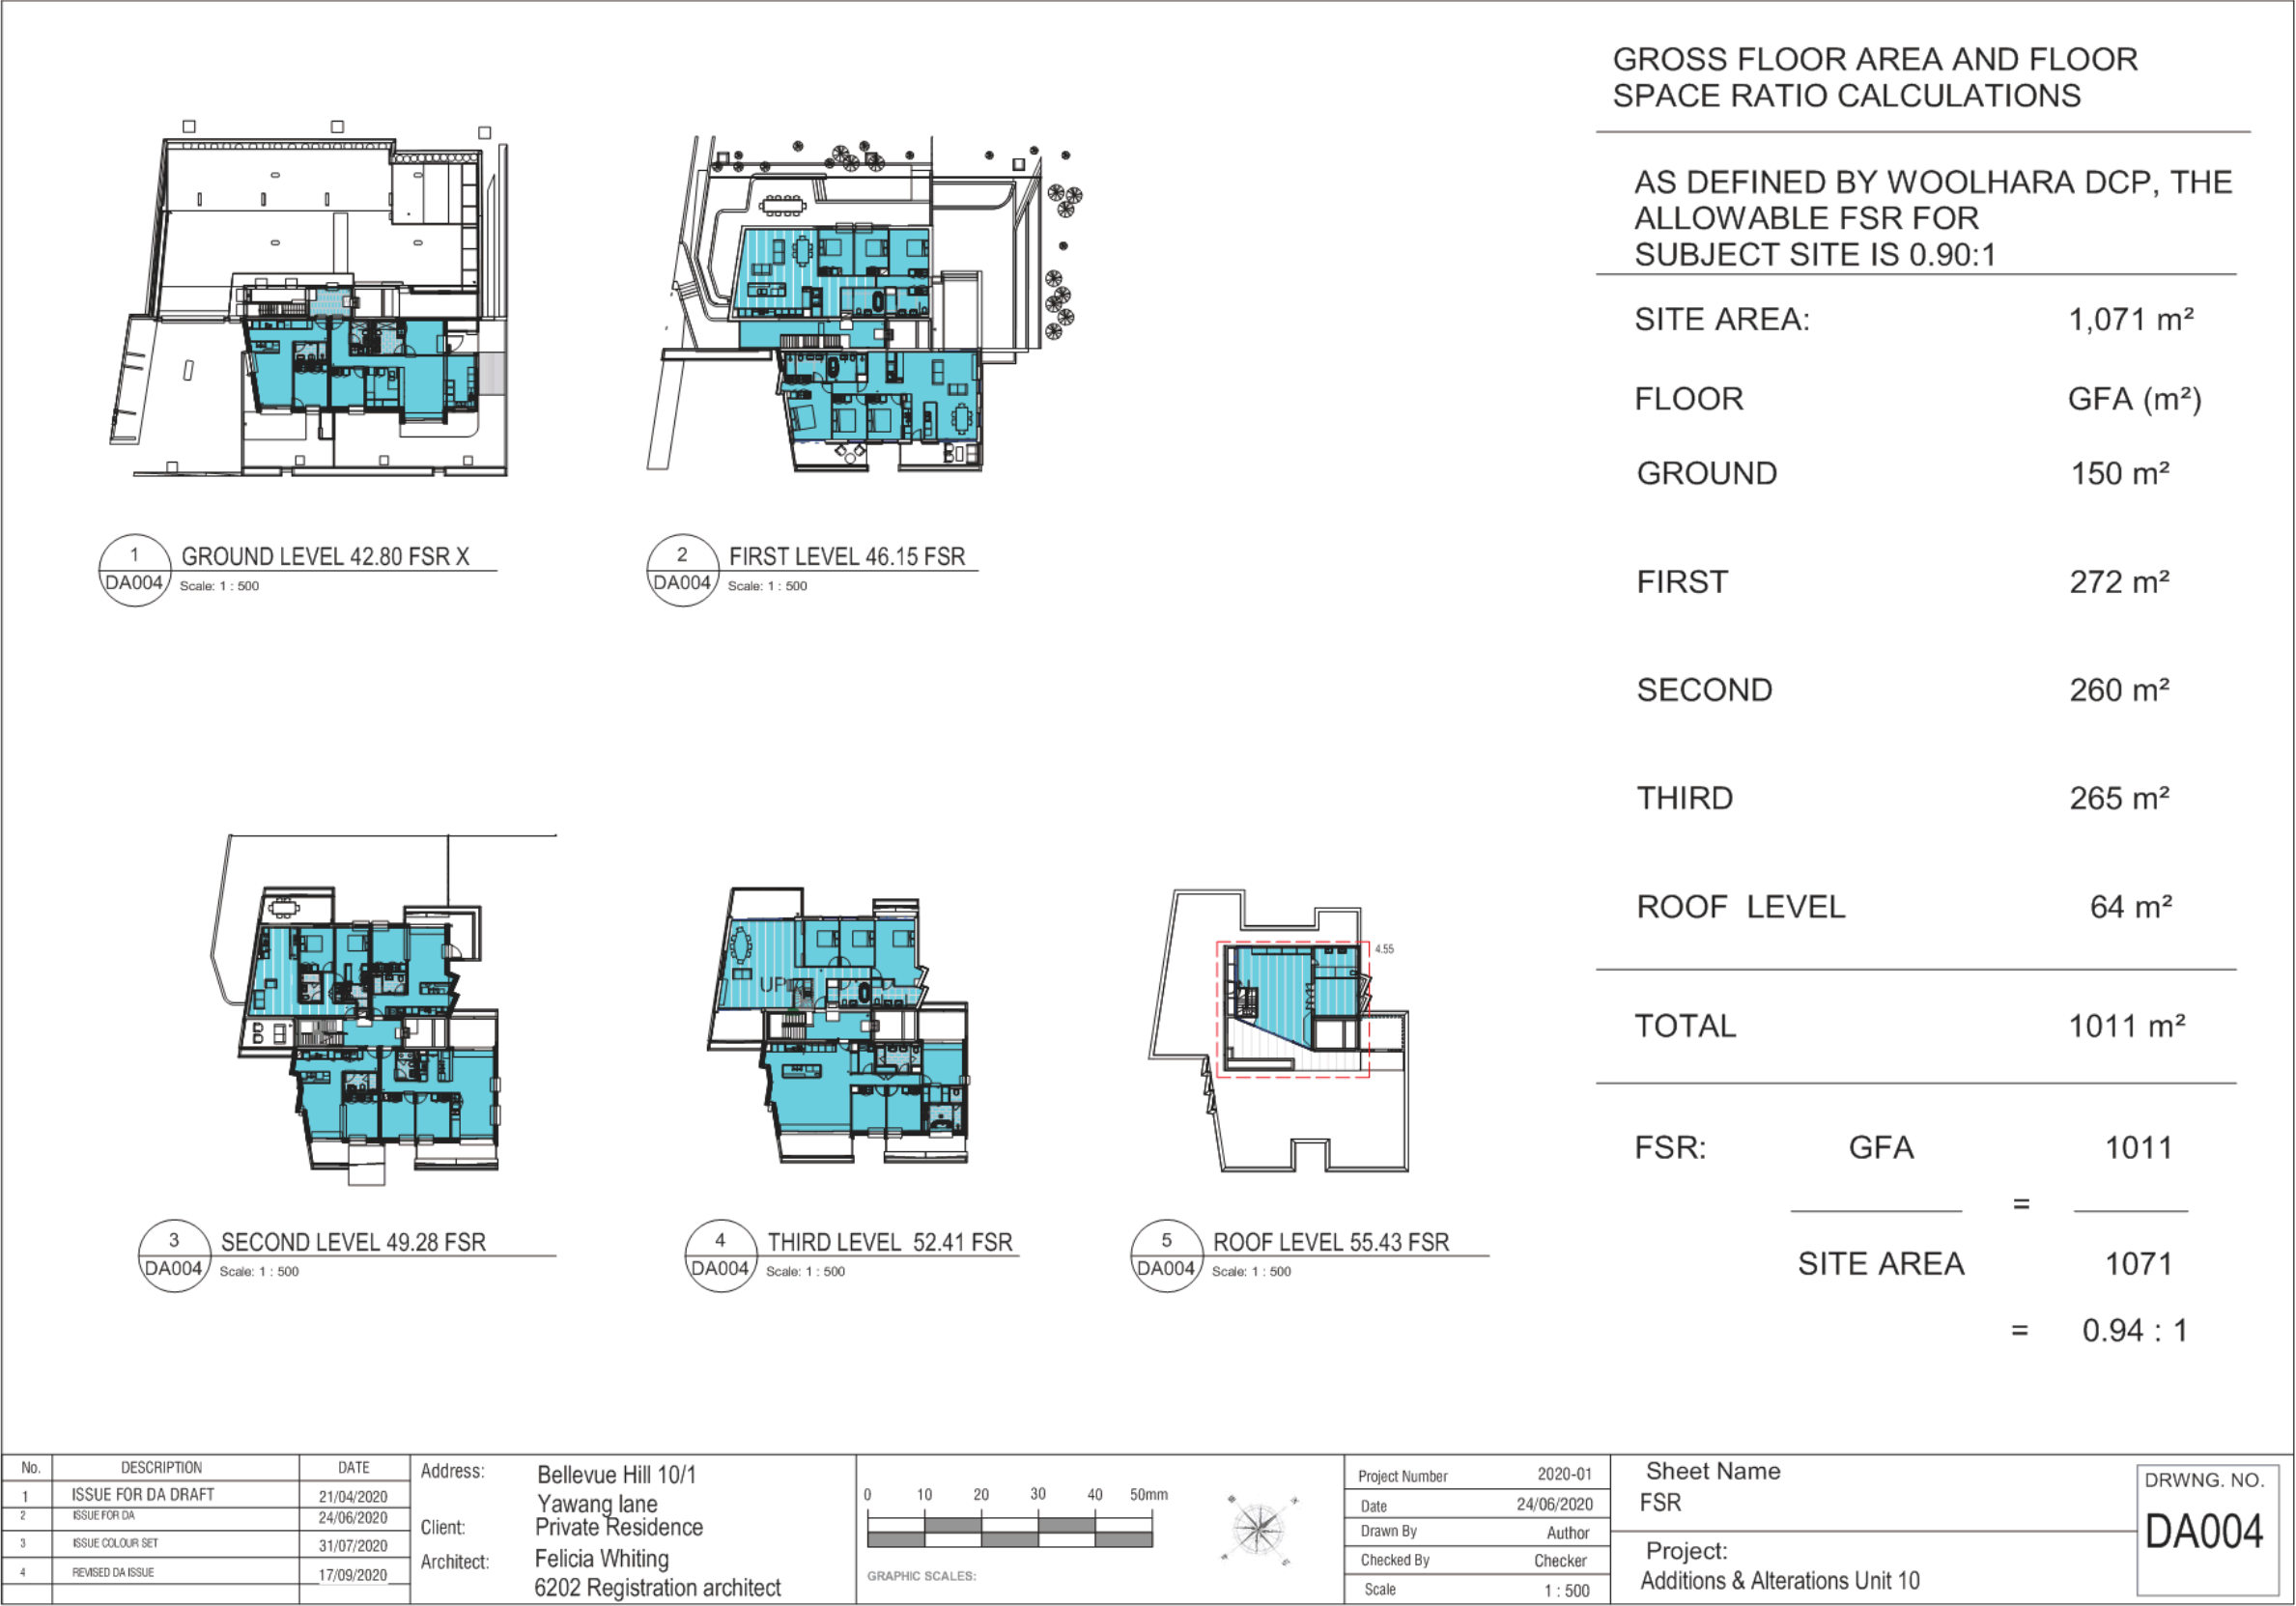 GROSS FLOOR AREA AND FLOOR
SPACE RATIO CALCULATIONS
AS DEFINED BY WOOLHARA DCP, THE
ALLOWABLE FSR FOR
SUBJECT SITE IS 0.90:1
SITE AREA: 1,071 m²
FLOOR GFA (m²)
GROUND 150 m²
FIRST 272 m²
SECOND 260 m²
THIRD 265 m²
ROOF LEVEL 64 m²
TOTAL 1011 m²
FSR: GFA 1011
=
SITE AREA 1071
= 0.94 : 1
1 GROUND LEVEL 42.80 FSR X
DA004 Scale: 1 : 500
2 FIRST LEVEL 46.15 FSR
DA004 Scale: 1 : 500
UP
4.55
3 SECOND LEVEL 49.28 FSR
DA004 Scale: 1 : 500
4 THIRD LEVEL 52.41 FSR
DA004 Scale: 1 : 500
5 ROOF LEVEL 55.43 FSR
DA004 Scale: 1 : 500
No. DESCRIPTION DATE
1 ISSUE FOR DA DRAFT 21/04/2020
2 ISSUE FOR DA 24/06/2020
3 ISSUE COLOUR SET 31/07/2020
4 REVISED DA ISSUE 17/09/2020
Address: Bellevue Hill 10/1
Yawang lane
Client: Private Residence
Architect: Felicia Whiting
6202 Registration architect
0 10 20 30 40 50mm
GRAPHIC SCALES:
Project Number 2020-01
Date 24/06/2020
Drawn By Author
Checked By Checker
Scale 1 : 500
Sheet Name
FSR
Project:
Additions & Alterations Unit 10
DRWNG. NO.
DA004